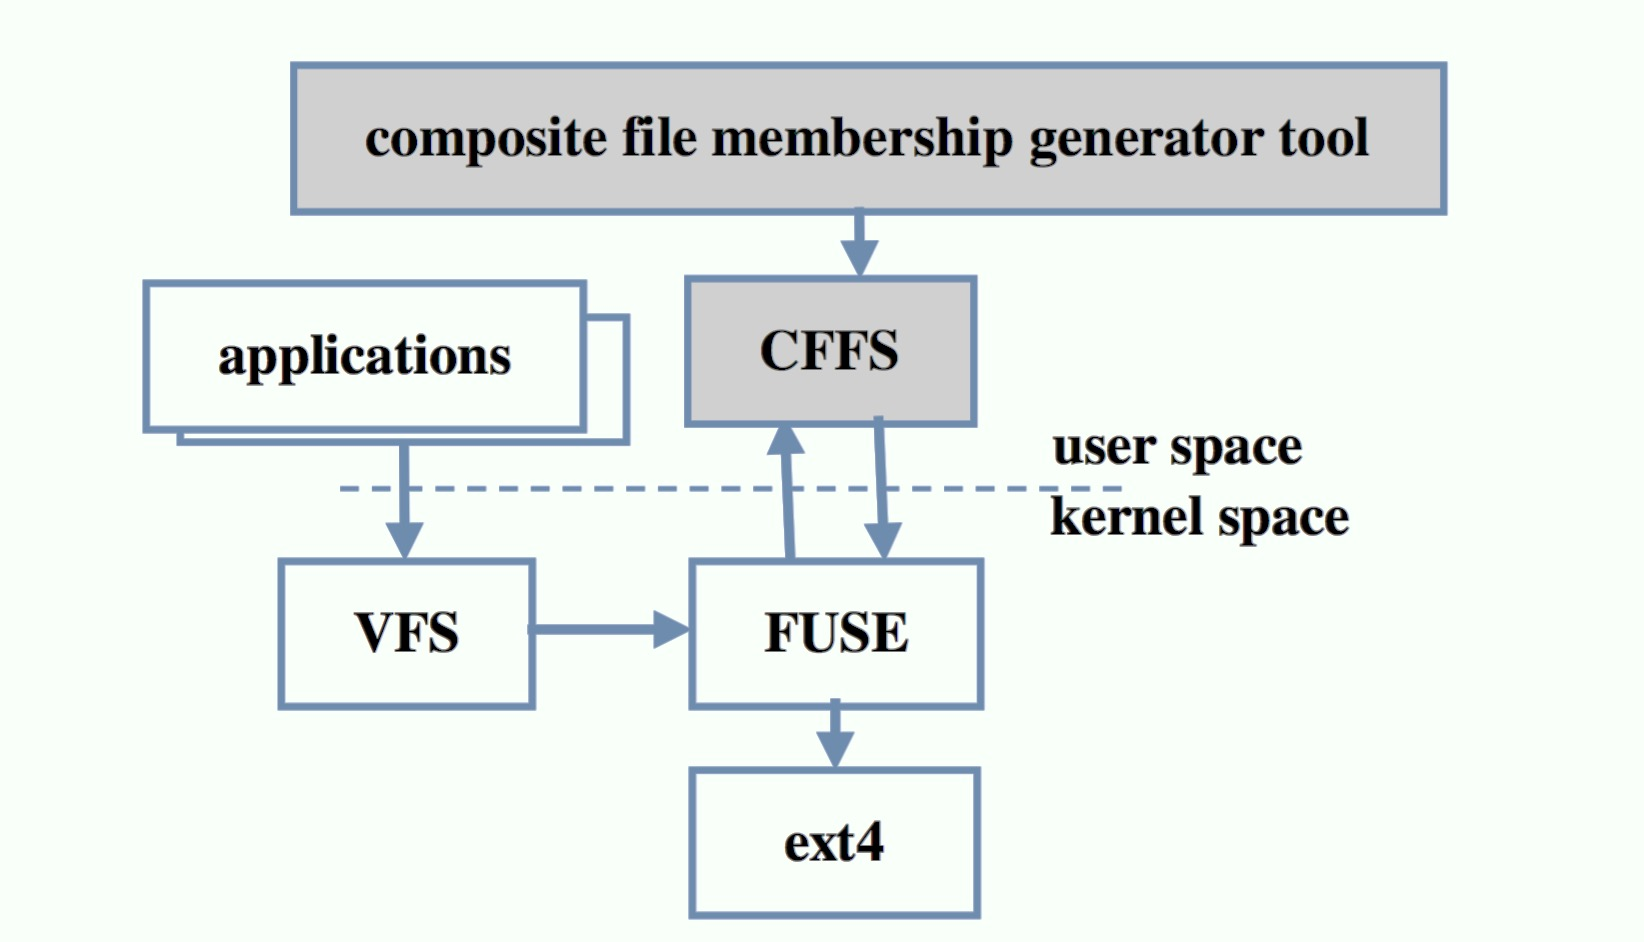 composite file membership generator tool
applications
CFFS
user space
kernel space
VFS
FUSE
ext4